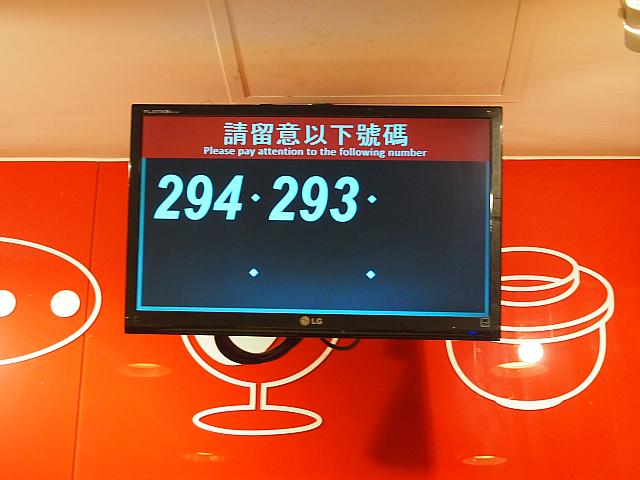 請留意以下號碼
Please pay attention to the following number
294 · 293 ·
LG